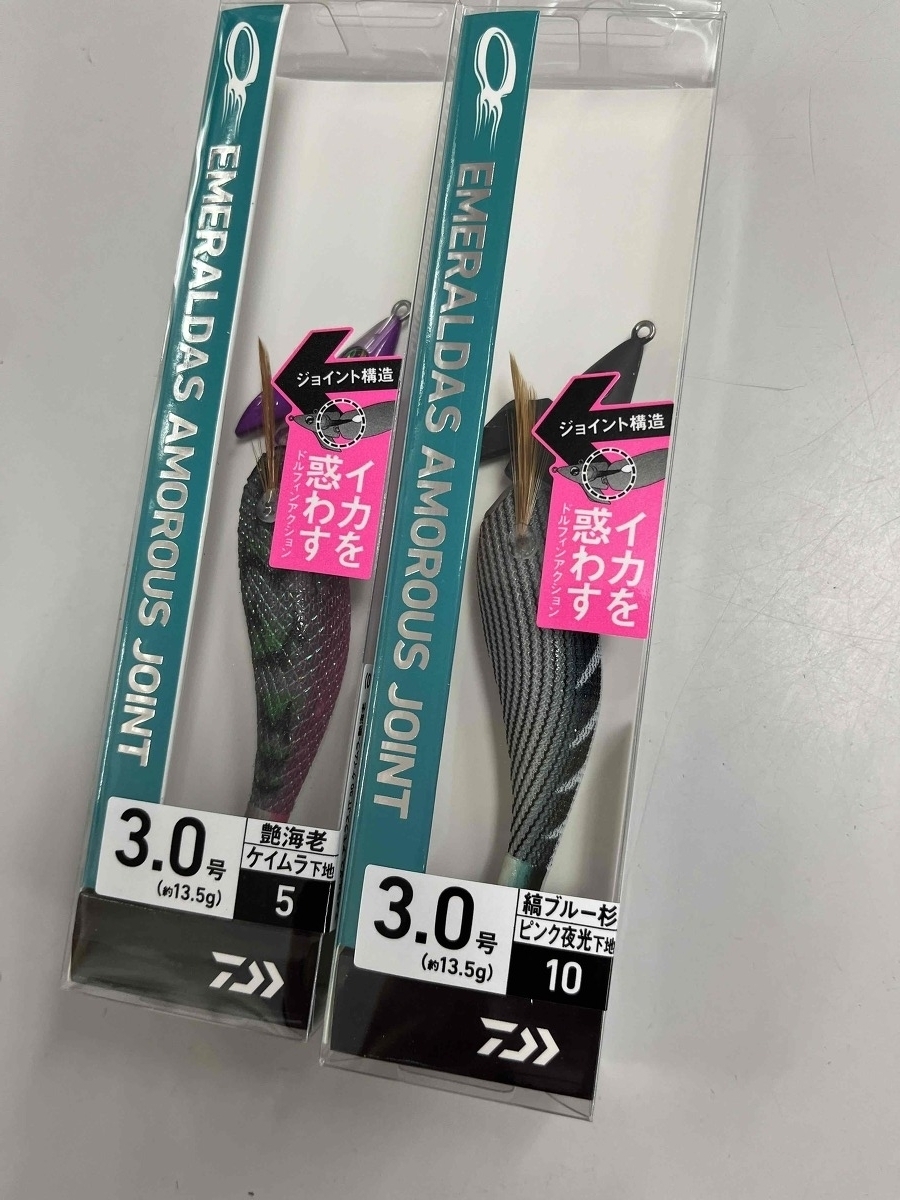 EMERALDAS AMOROUS JOINT
ジョイント構造
イカを
惑わす
ドルフィンアクション
3.0号
(約13.5g)
艶海老
ケイムラ下地
5
EMERALDAS AMOROUS JOINT
ジョイント構造
イカを
惑わす
ドルフィンアクション
3.0号
(約13.5g)
縞ブルー杉
ピンク夜光下地
10